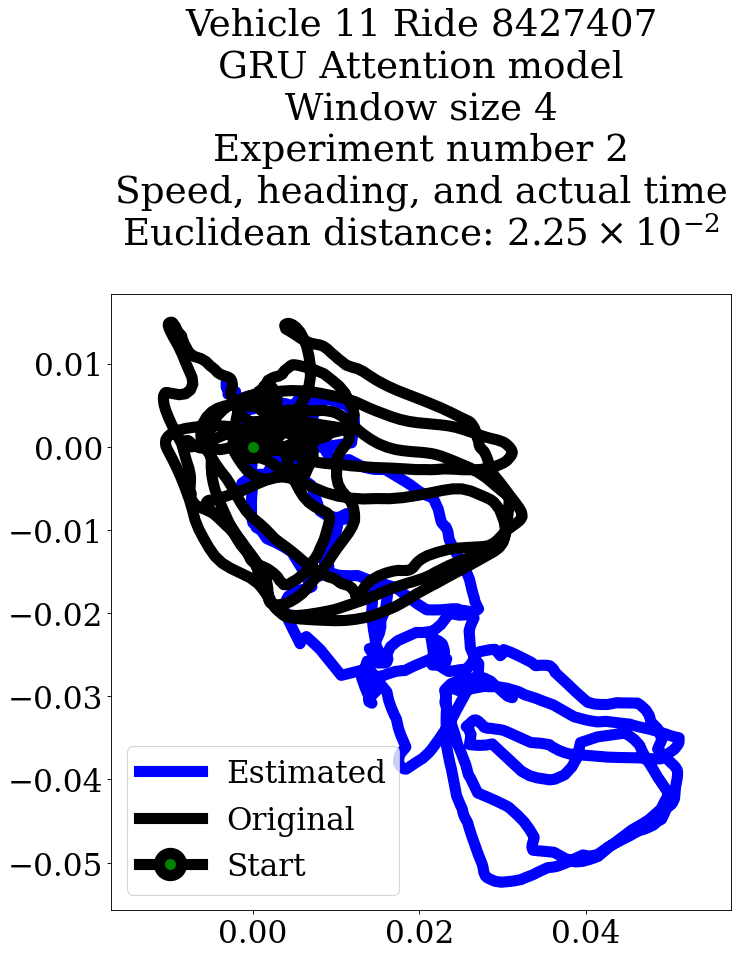 Vehicle 11 Ride 8427407
GRU Attention model
Window size 4
Experiment number 2
Speed, heading, and actual time
Euclidean distance: 2.25 × 10⁻²
0.01
0.00
−0.01
−0.02
−0.03
−0.04
−0.05
Estimated
Original
Start
0.00 0.02 0.04